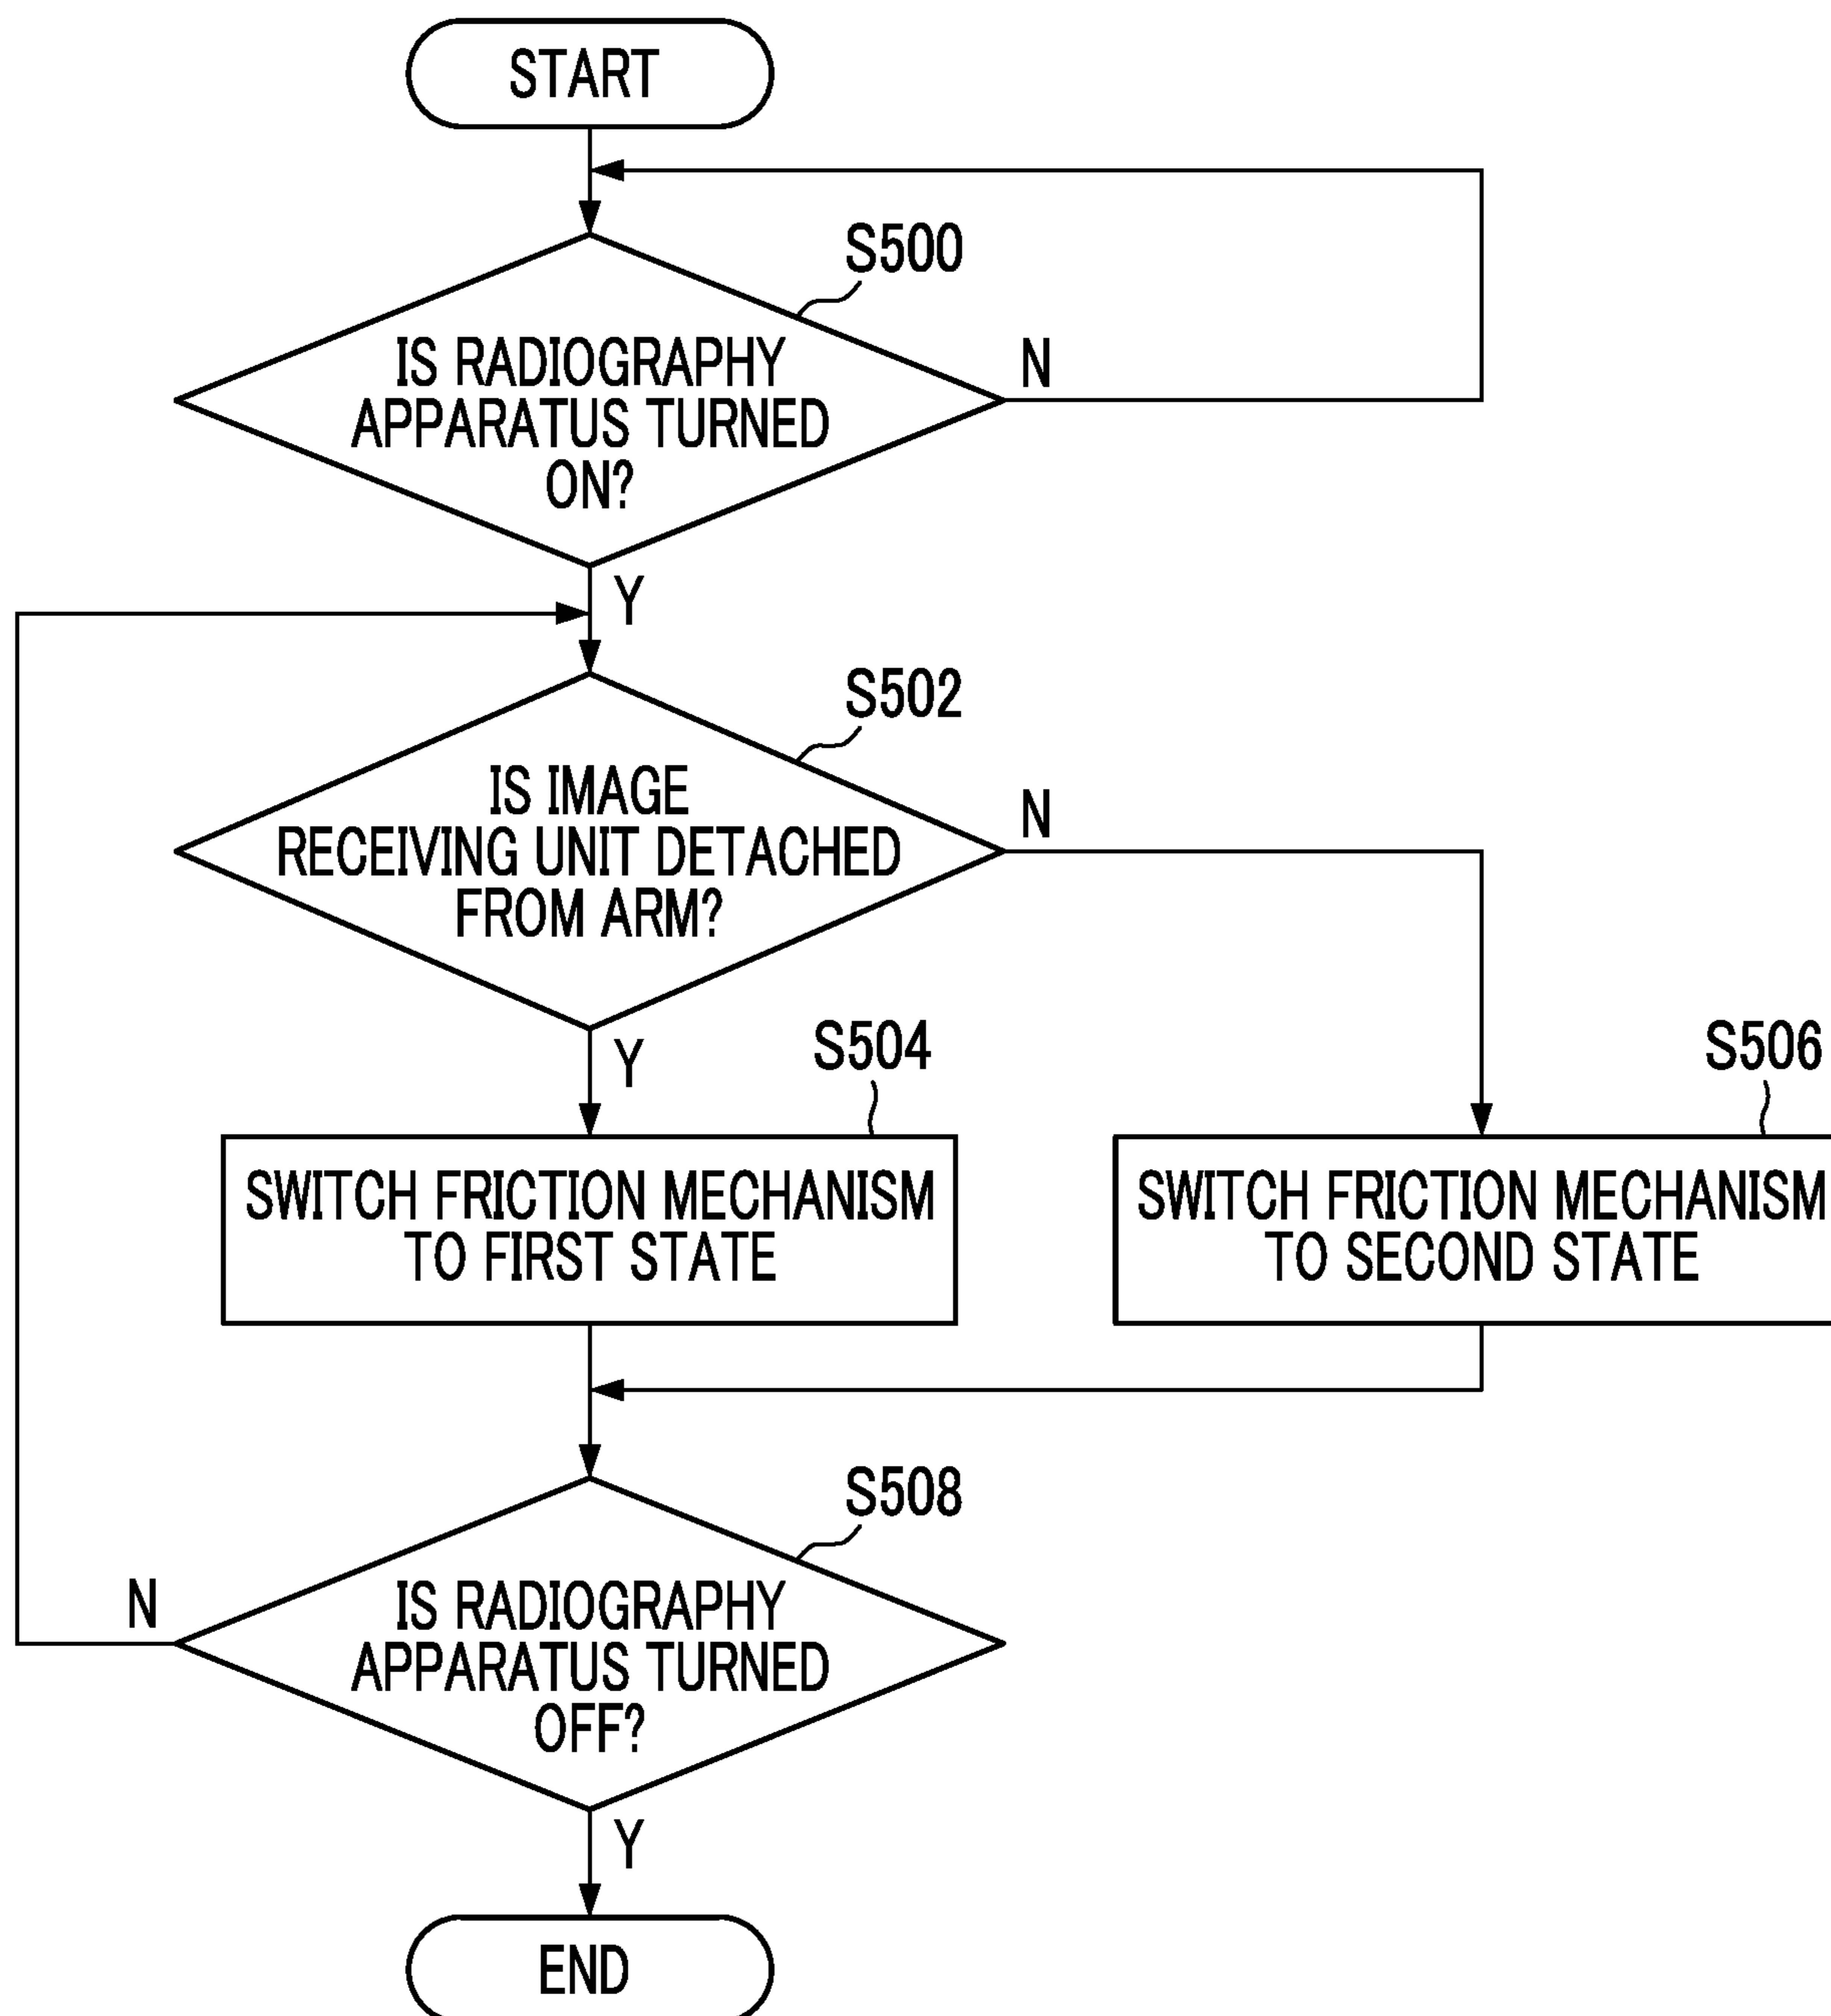 START
S500
IS RADIOGRAPHY
APPARATUS TURNED
ON?
N
Y
S502
IS IMAGE
RECEIVING UNIT DETACHED
FROM ARM?
N
Y
S504
S506
SWITCH FRICTION MECHANISM
TO FIRST STATE
SWITCH FRICTION MECHANISM
TO SECOND STATE
S508
IS RADIOGRAPHY
APPARATUS TURNED
OFF?
N
Y
END